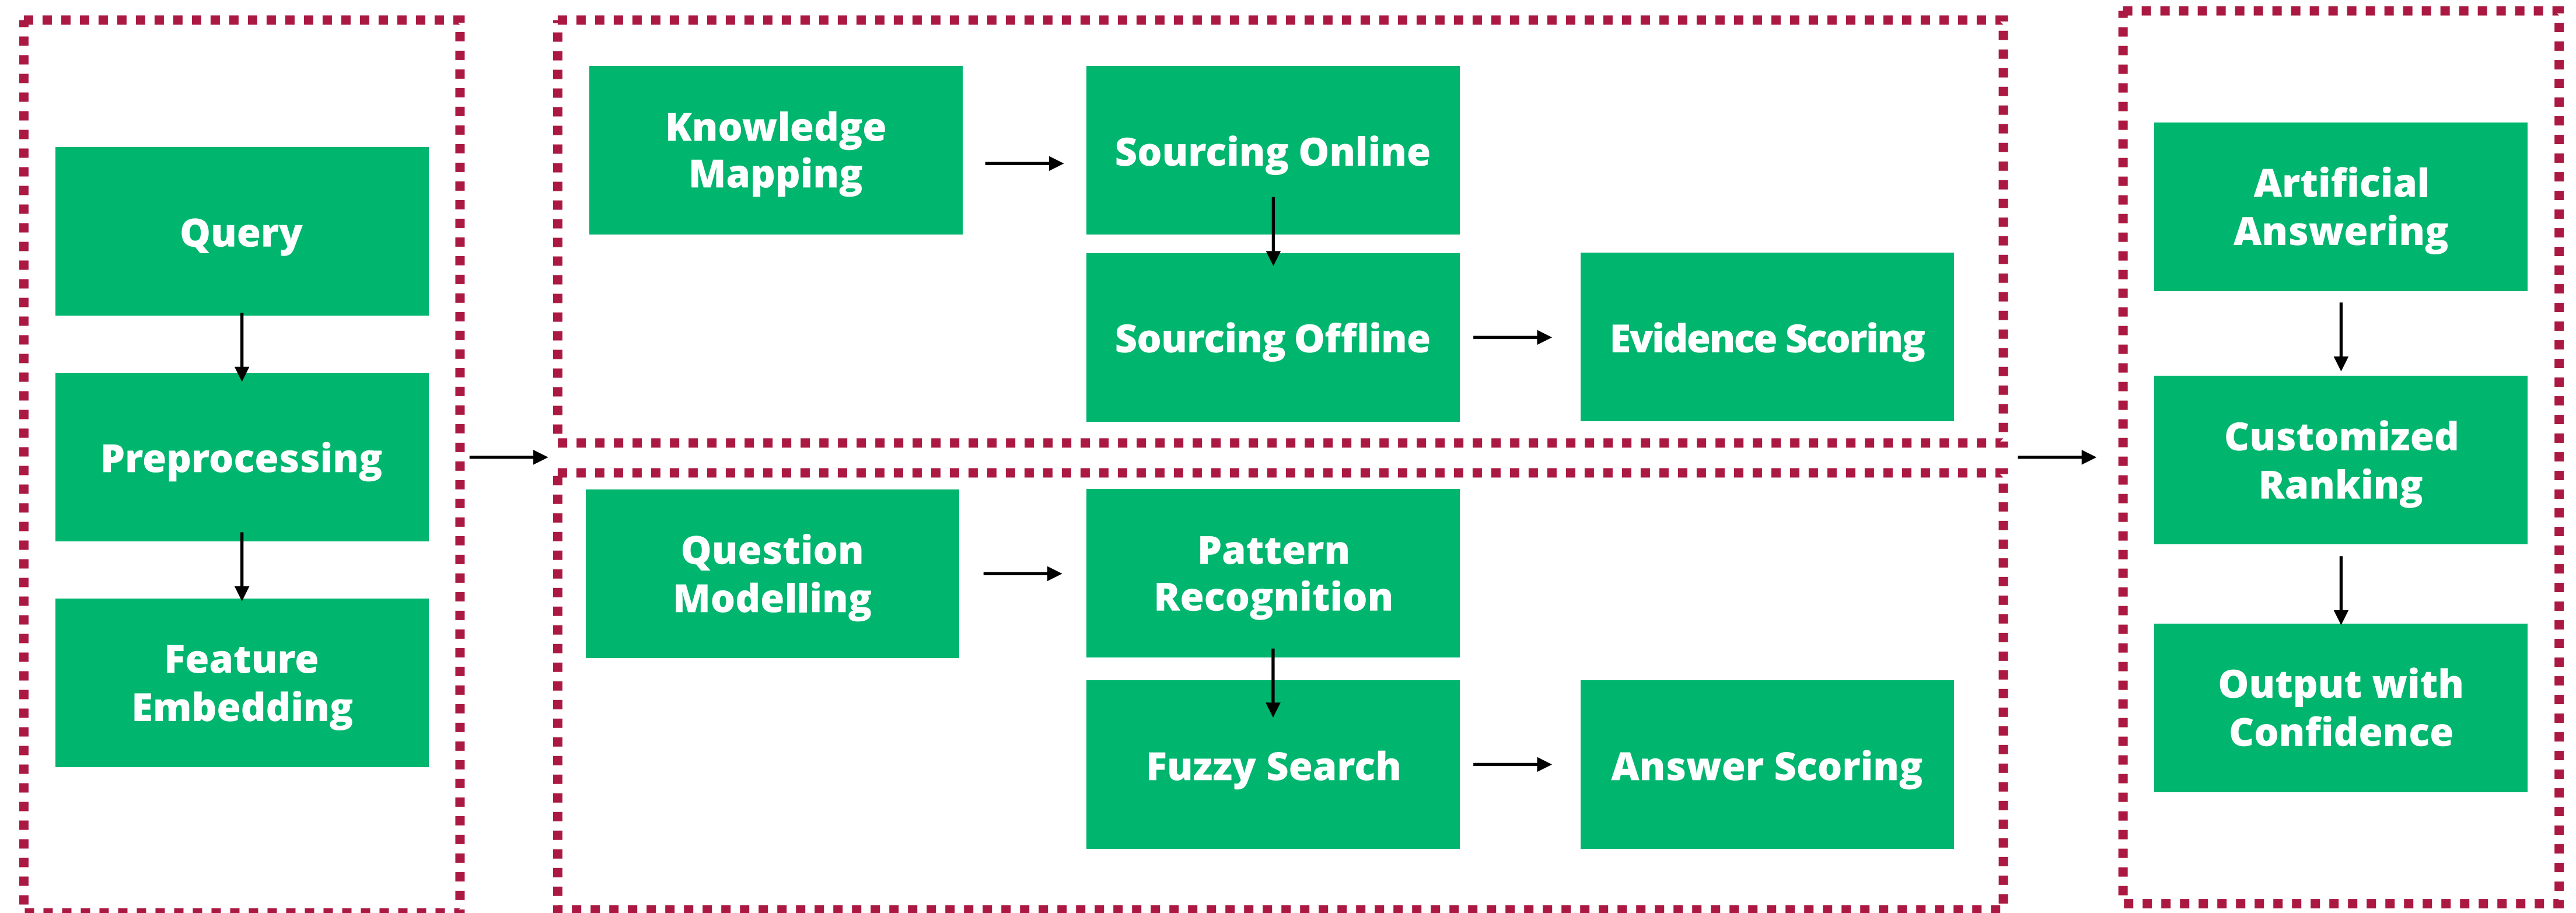 Query
Preprocessing
Feature
Embedding
Knowledge
Mapping
Sourcing Online
Sourcing Offline
Evidence Scoring
Question
Modelling
Pattern
Recognition
Fuzzy Search
Answer Scoring
Artificial
Answering
Customized
Ranking
Output with
Confidence